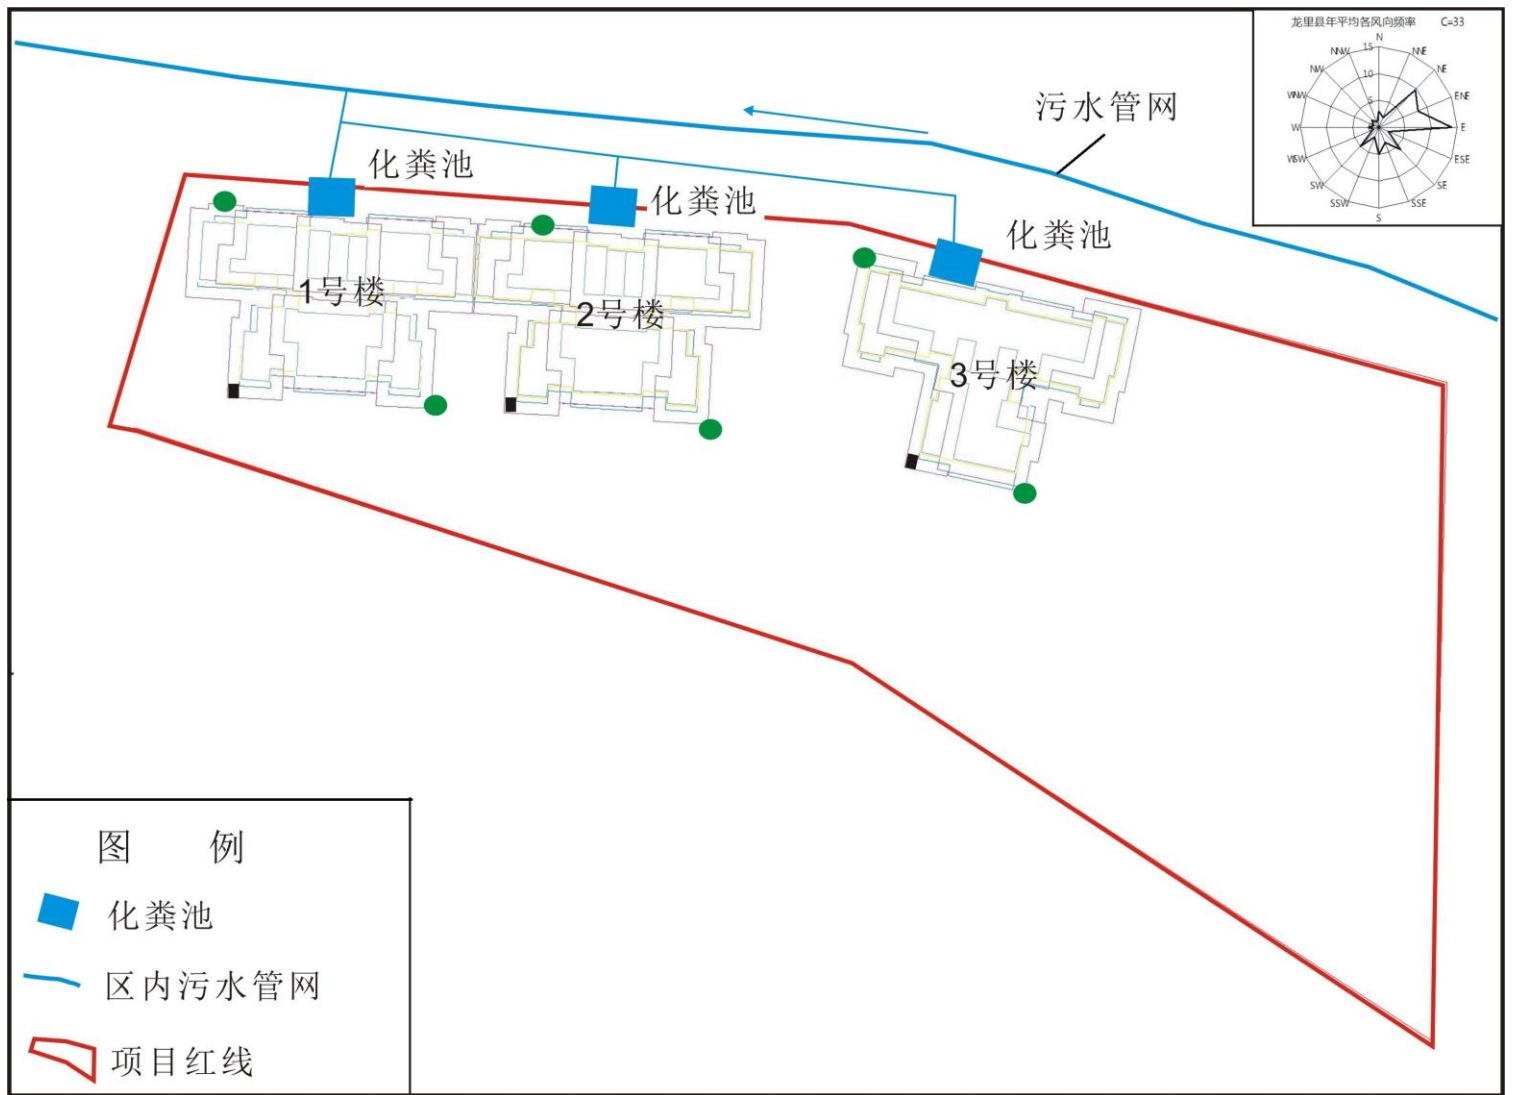 龙里县年平均各风向频率 C=33
N
NNW
NNE
15
NW
NE
10
WNW
ENE
5
W
E
WSW
ESE
SW
SE
SSW
SSE
S
污水管网
化粪池
化粪池
化粪池
1号楼
2号楼
3号楼
图 例
化粪池
区内污水管网
项目红线